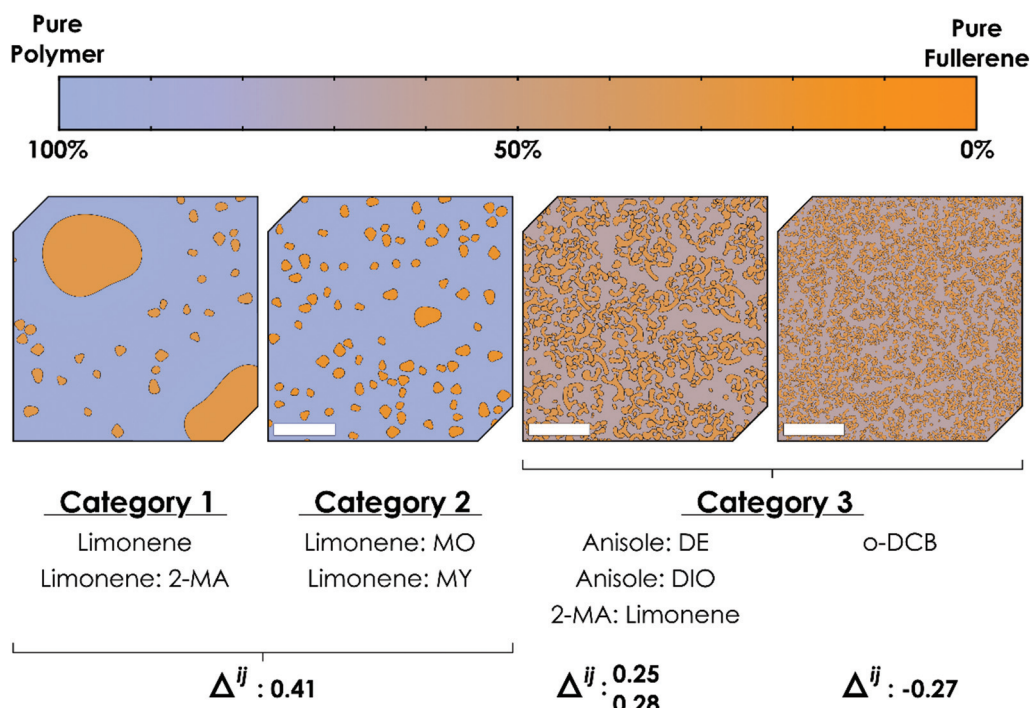 Pure Polymer
Pure Fullerene
100%
50%
0%
Category 1
Limonene
Limonene: 2-MA
Category 2
Limonene: MO
Limonene: MY
Category 3
Anisole: DE
Anisole: DIO
2-MA: Limonene
o-DCB
Δ^ij : 0.41
Δ^ij : 0.25
0.28
Δ^ij : -0.27